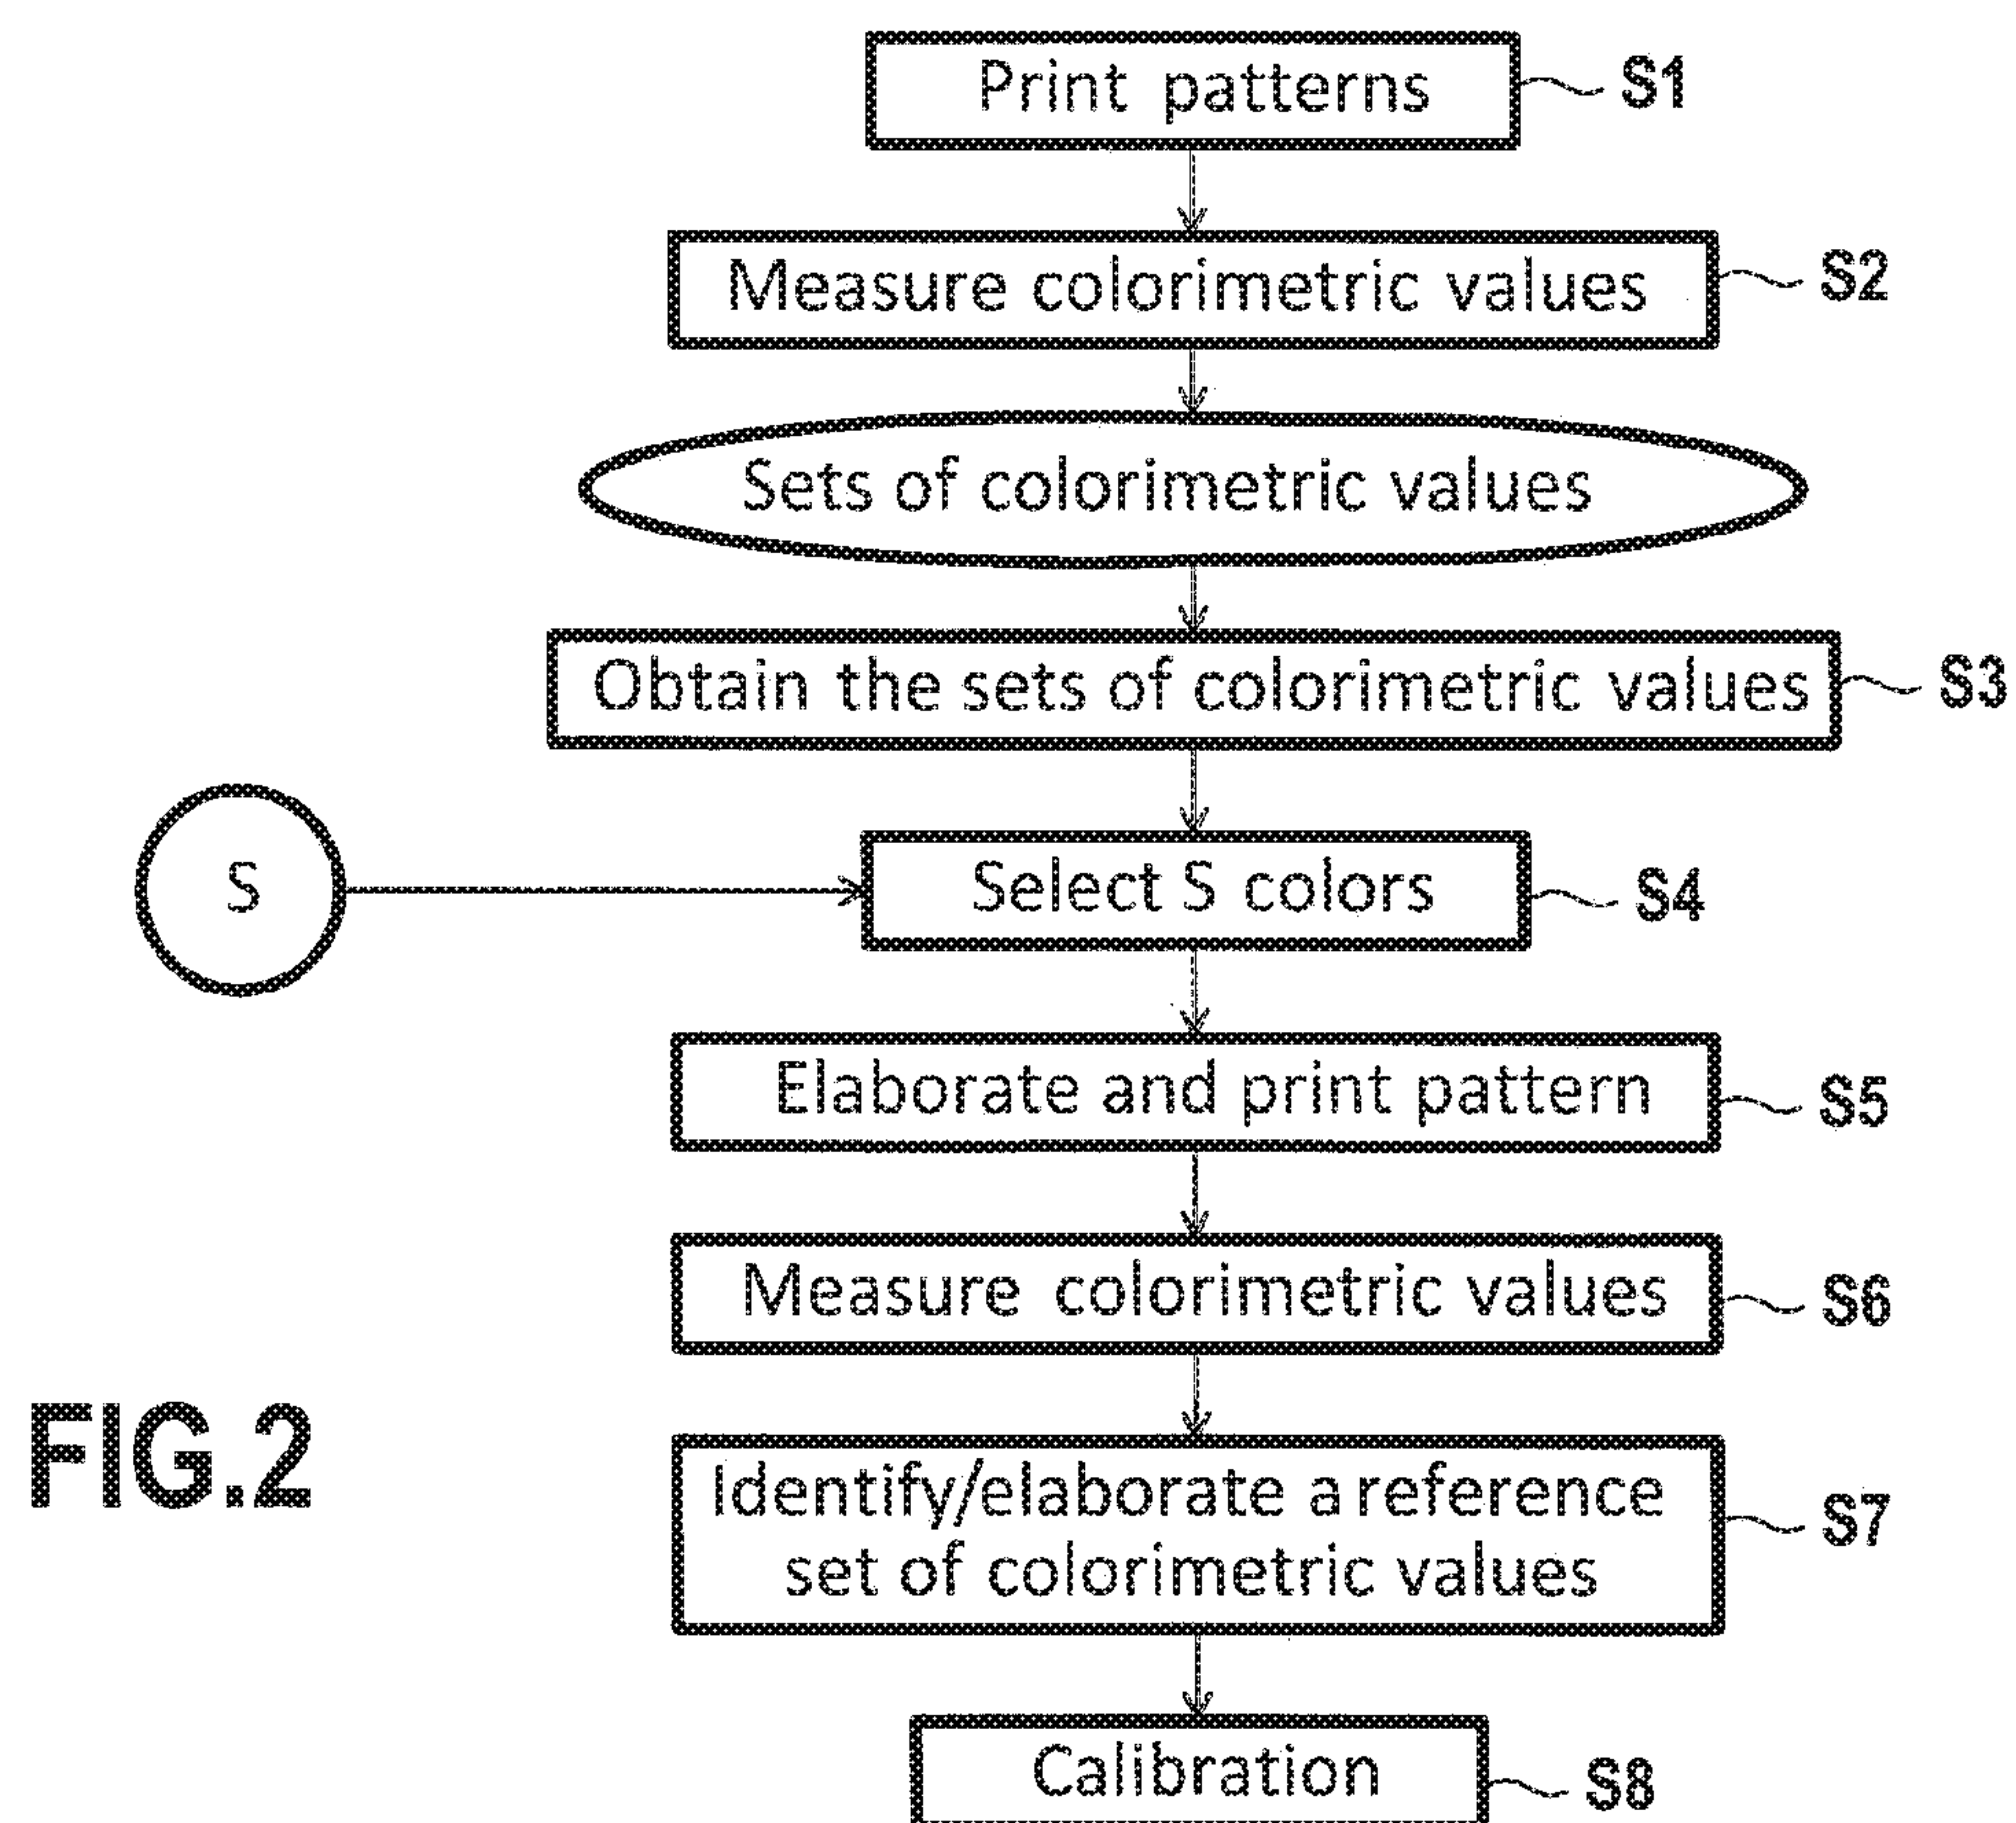 Print patterns S1
Measure colorimetric values S2
Sets of colorimetric values
Obtain the sets of colorimetric values S3
S
Select S colors S4
Elaborate and print pattern S5
Measure colorimetric values S6
Identify/elaborate a reference
set of colorimetric values S7
Calibration S8
FIG.2